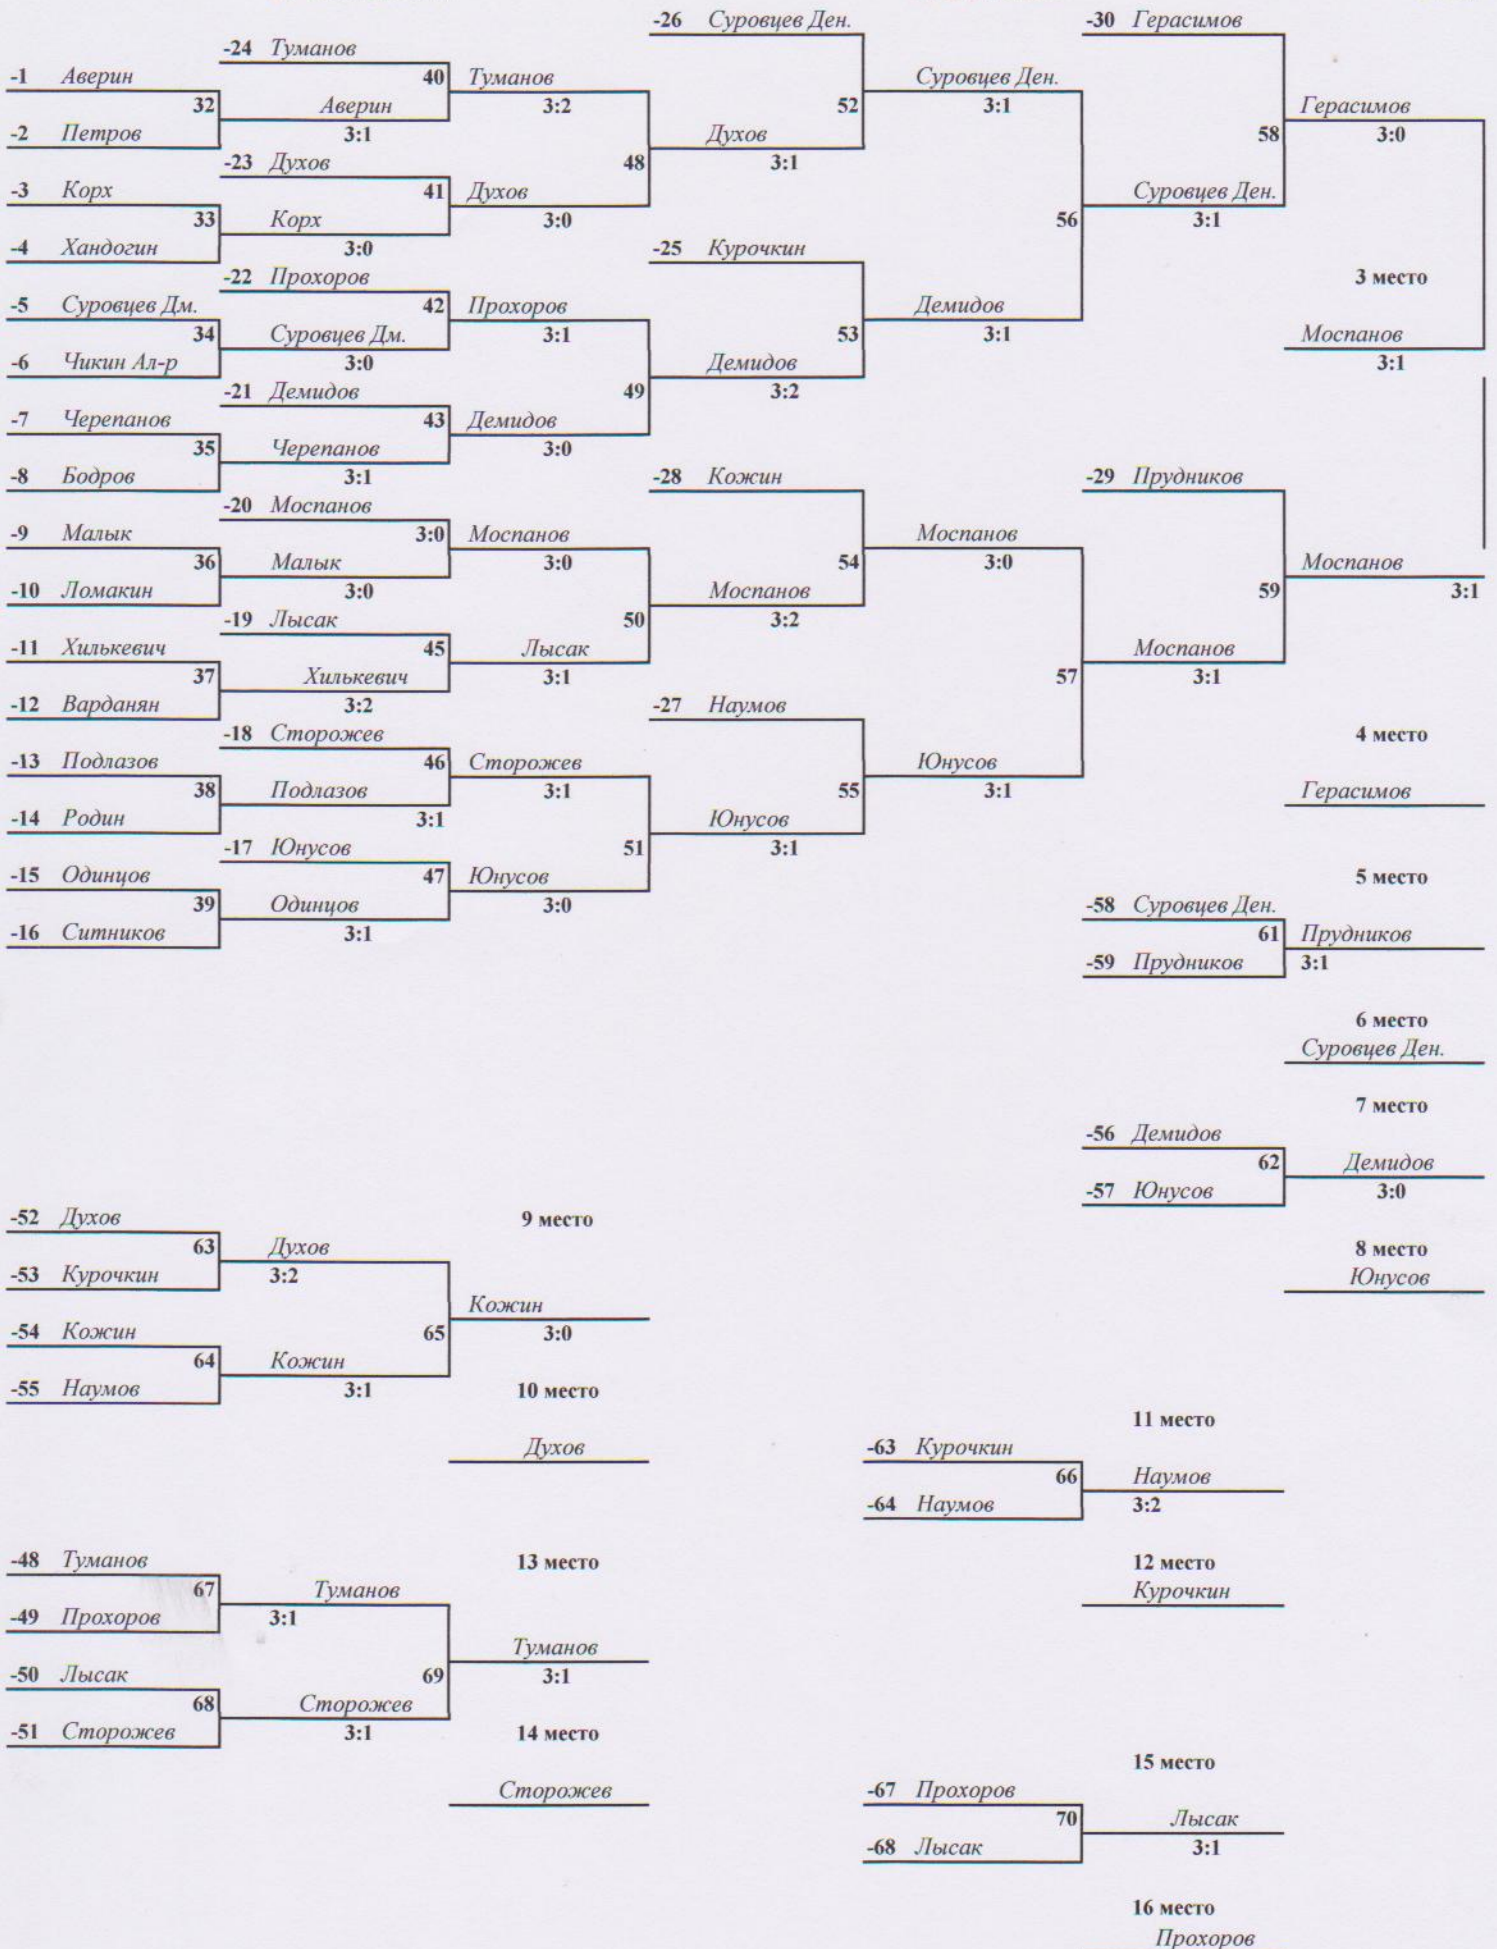 -26 Суровцев Ден.
-30 Герасимов
-24 Туманов
-1 Аверин
40 Туманов
Суровцев Ден.
32 Аверин
3:2
52
3:1
Герасимов
-2 Петров
3:1
Духов
58
3:0
-23 Духов
48
3:1
-3 Корх
41 Духов
Суровцев Ден.
33 Корх
3:0
56
3:1
-4 Хандогин
3:0
-25 Курочкин
-22 Прохоров
3 место
-5 Суровцев Дм.
42 Прохоров
Демидов
34 Суровцев Дм.
3:1
53
3:1
Моспанов
-6 Чикин Ал-р
3:0
Демидов
3:1
-21 Демидов
49
3:2
-7 Черепанов
43 Демидов
35 Черепанов
3:0
-8 Бодров
3:1
-28 Кожин
-29 Прудников
-20 Моспанов
-9 Малык
3:0 Моспанов
Моспанов
36 Малык
3:0
54
3:0
Моспанов
-10 Ломакин
3:0
Моспанов
59
3:1
-19 Лысак
50
3:2
-11 Хилькевич
45 Лысак
Моспанов
37 Хилькевич
3:1
57
3:1
-12 Варданян
3:2
-27 Наумов
-18 Сторожев
4 место
-13 Подлазов
46 Сторожев
Юнусов
38 Подлазов
3:1
55
3:1
Герасимов
-14 Родин
3:1
Юнусов
-17 Юнусов
51
3:1
-15 Одинцов
47 Юнусов
5 место
39 Одинцов
3:0
-58 Суровцев Ден.
-16 Ситников
3:1
61 Прудников
-59 Прудников
3:1
6 место
Суровцев Ден.
7 место
-56 Демидов
62 Демидов
-57 Юнусов
3:0
-52 Духов
9 место
63 Духов
8 место
-53 Курочкин
3:2
Юнусов
Кожин
-54 Кожин
65
3:0
64 Кожин
-55 Наумов
3:1
10 место
11 место
Духов
-63 Курочкин
66 Наумов
-64 Наумов
3:2
-48 Туманов
13 место
12 место
67 Туманов
Курочкин
-49 Прохоров
3:1
Туманов
-50 Лысак
69
3:1
68 Сторожев
-51 Сторожев
3:1
14 место
15 место
Сторожев
-67 Прохоров
70 Лысак
-68 Лысак
3:1
16 место
Прохоров